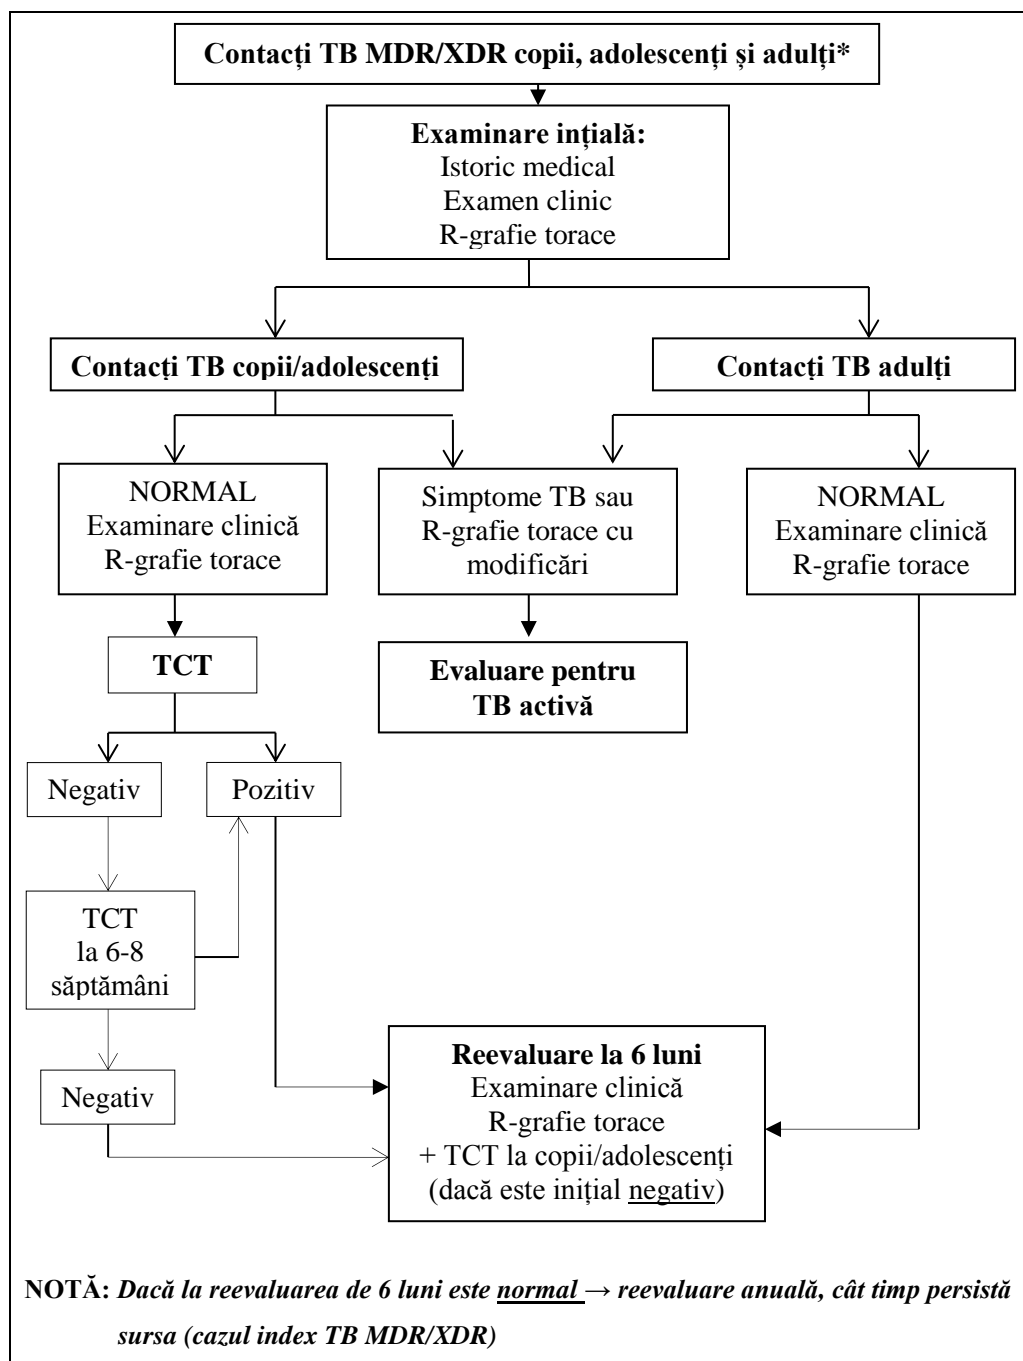 Contacți TB MDR/XDR copii, adolescenți și adulți*
Examinare ințială:
Istoric medical
Examen clinic
R-grafie torace
Contacți TB copii/adolescenți
Contacți TB adulți
NORMAL
Examinare clinică
R-grafie torace
Simptome TB sau
R-grafie torace cu
modificări
NORMAL
Examinare clinică
R-grafie torace
TCT
Evaluare pentru
TB activă
Negativ
Pozitiv
TCT
la 6-8
săptămâni
Negativ
Reevaluare la 6 luni
Examinare clinică
R-grafie torace
+ TCT la copii/adolescenți
(dacă este inițial negativ)
NOTĂ: Dacă la reevaluarea de 6 luni este normal → reevaluare anuală, cât timp persistă
sursa (cazul index TB MDR/XDR)